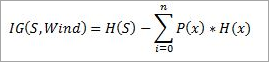 IG(S,Wind) = H(S) − ∑_{i=0}^{n} P(x) * H(x)